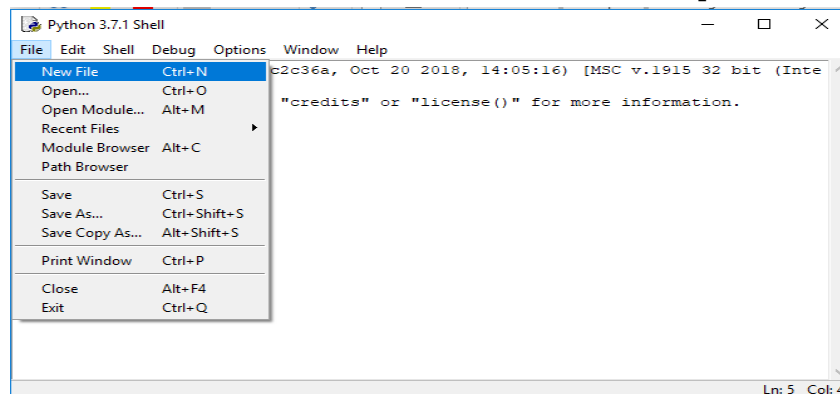 Python 3.7.1 Shell
File Edit Shell Debug Options Window Help
New File Ctrl+N
c2c36a, Oct 20 2018, 14:05:16) [MSC v.1915 32 bit (Inte
Open... Ctrl+O
"credits" or "license()" for more information.
Open Module... Alt+M
Recent Files
Module Browser Alt+C
Path Browser
Save Ctrl+S
Save As... Ctrl+Shift+S
Save Copy As... Alt+Shift+S
Print Window Ctrl+P
Close Alt+F4
Exit Ctrl+Q
Ln: 5 Col: 4